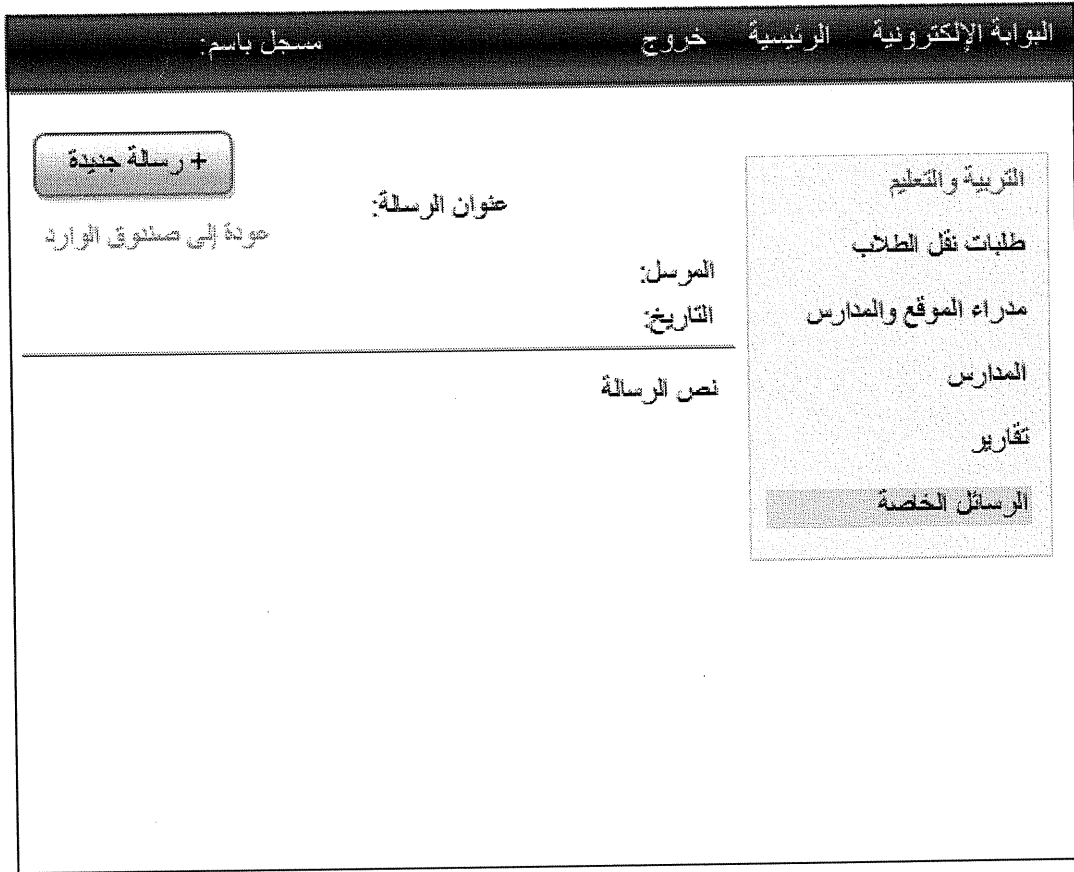 البوابة الإلكترونية الرئيسية خروج مسجل باسم:
التربية والتعليم
طلبات نقل الطلاب
مدراء الموقع والمدارس
المدارس
تقارير
الرسائل الخاصة
+ رسالة جديدة
عنوان الرسالة:
عودة إلى صندوق الوارد
المرسل:
التاريخ:
نص الرسالة